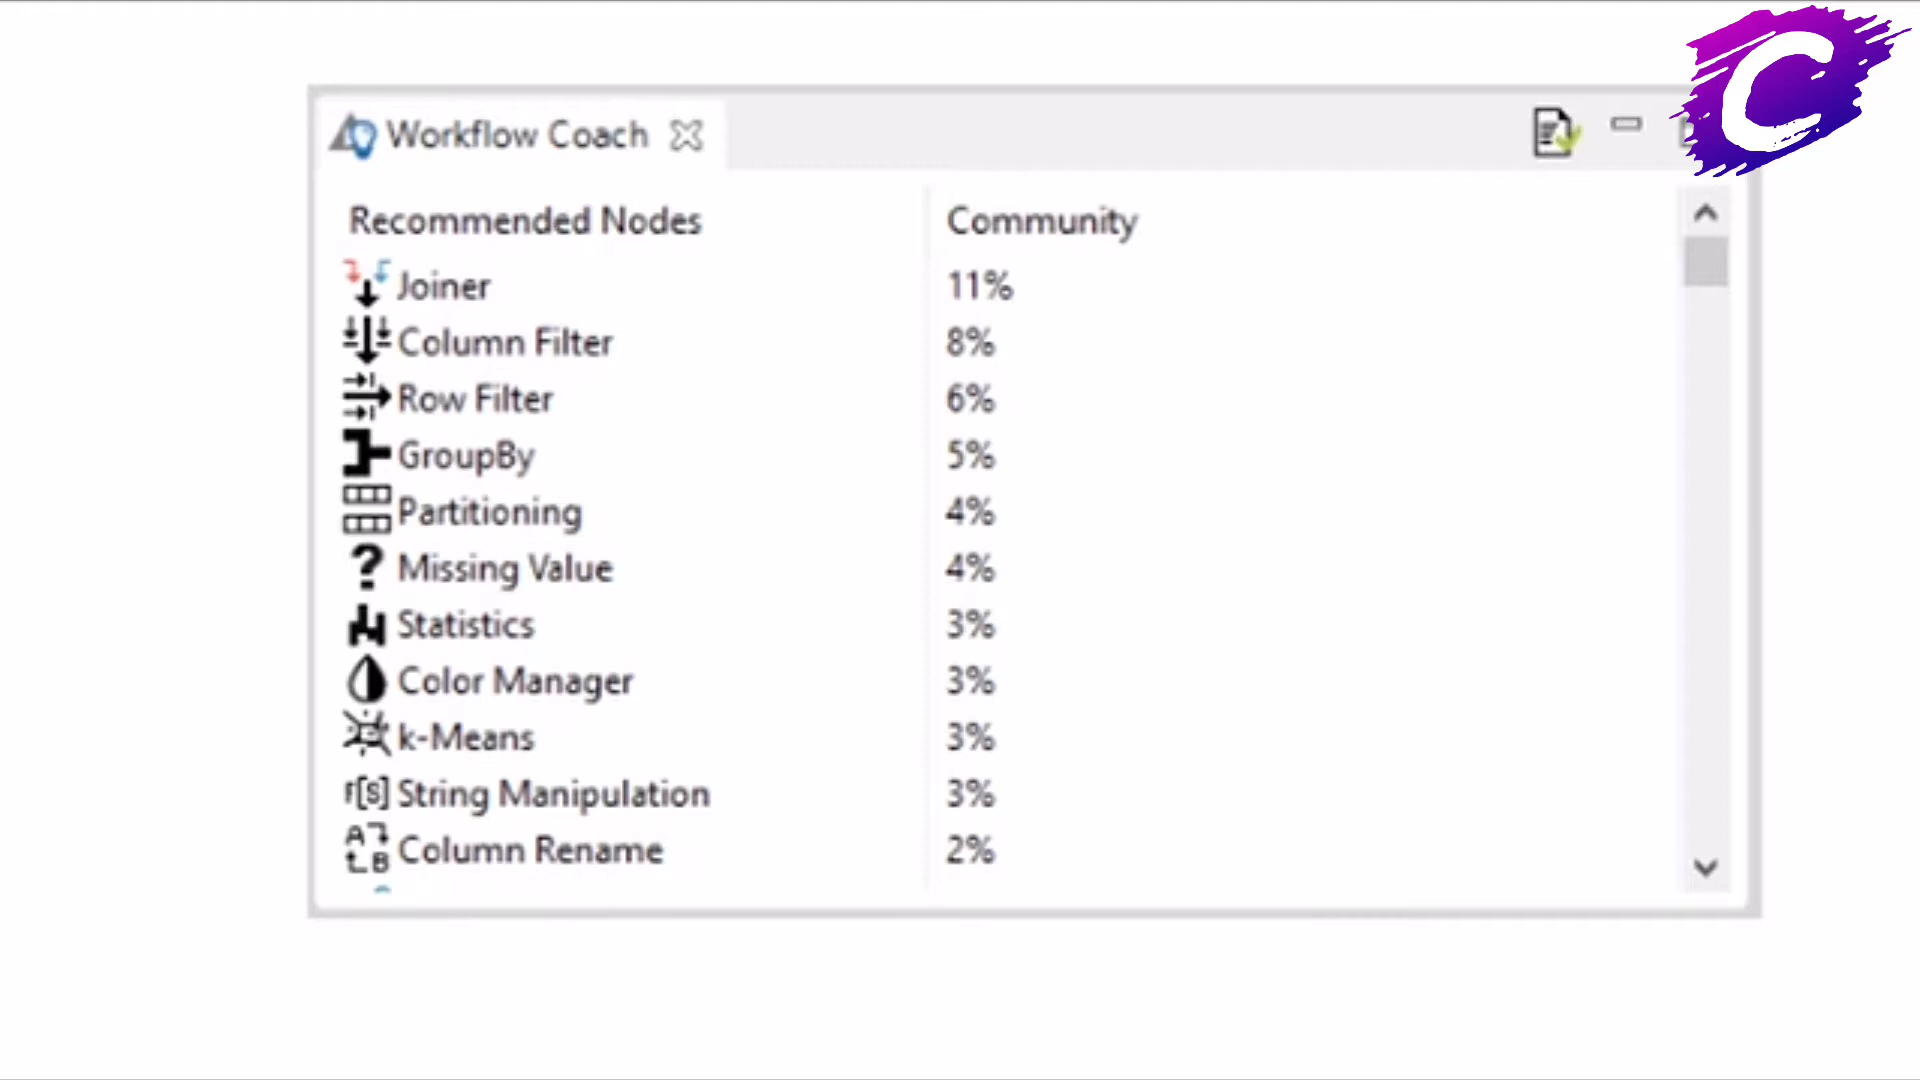 Workflow Coach
Recommended Nodes Community
Joiner 11%
Column Filter 8%
Row Filter 6%
GroupBy 5%
Partitioning 4%
? Missing Value 4%
Statistics 3%
Color Manager 3%
k-Means 3%
f[S] String Manipulation 3%
A B Column Rename 2%
C